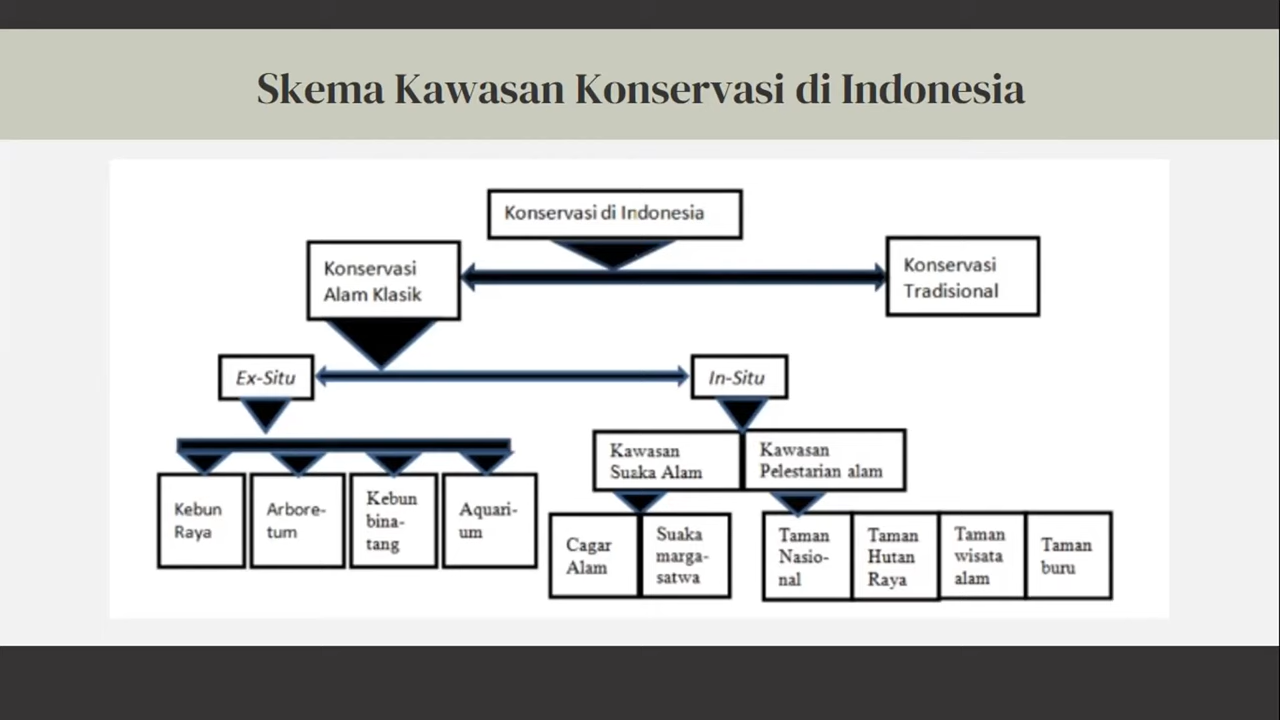 Skema Kawasan Konservasi di Indonesia
Konservasi di Indonesia
Konservasi
Alam Klasik
Konservasi
Tradisional
Ex-Situ
In-Situ
Kawasan
Suaka Alam
Kawasan
Pelestarian alam
Kebun
Raya
Arbore-
tum
Kebun
bina-
tang
Aquari-
um
Cagar
Alam
Suaka
marga-
satwa
Taman
Nasio-
nal
Taman
Hutan
Raya
Taman
wisata
alam
Taman
buru